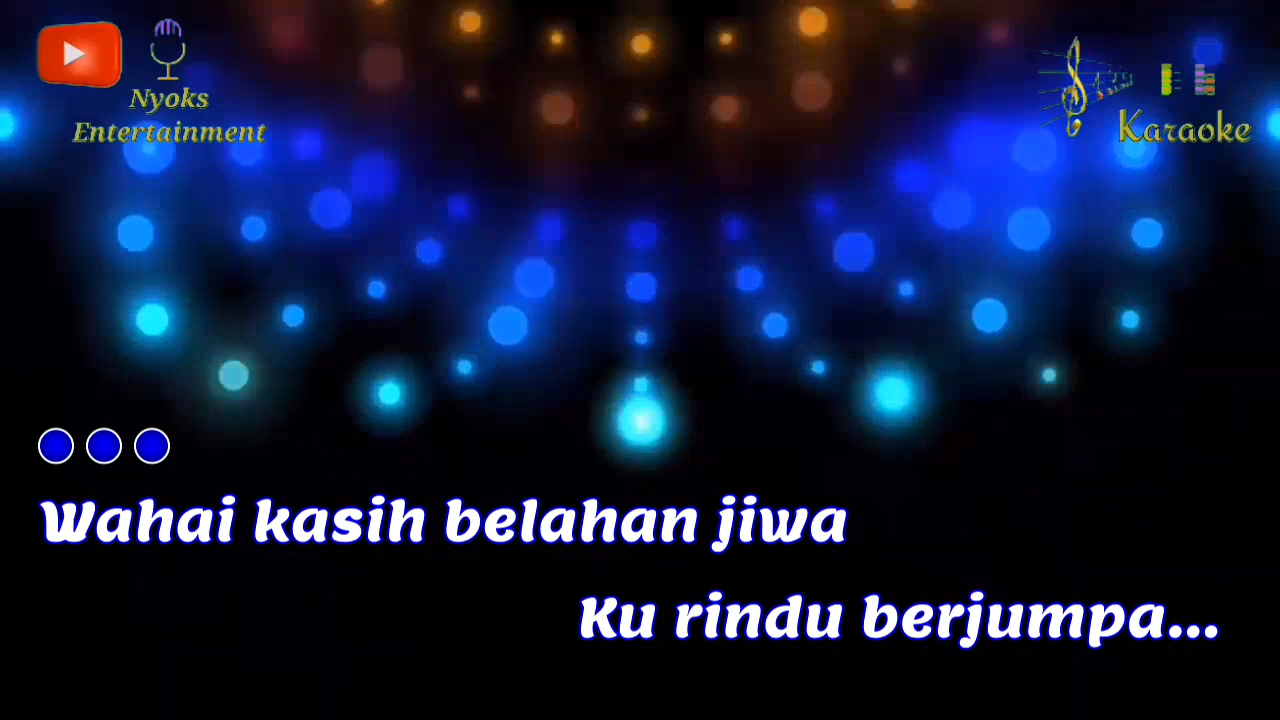 Nyoks
Entertainment
Karaoke
Wahai kasih belahan jiwa
Ku rindu berjumpa...